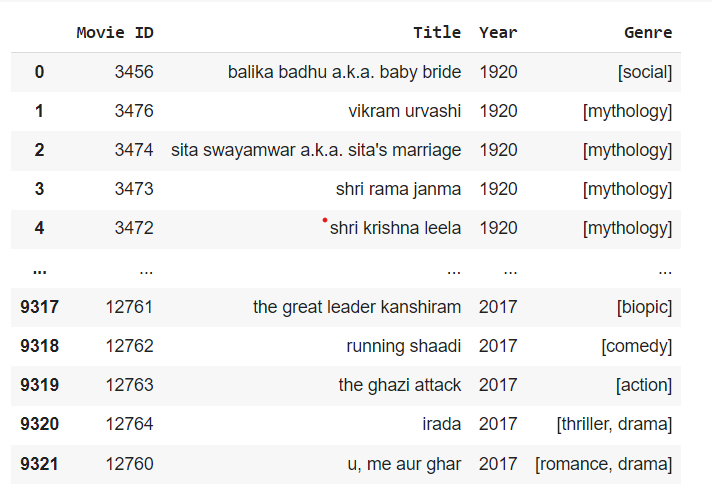 Movie ID Title Year Genre
0 3456 balika badhu a.k.a. baby bride 1920 [social]
1 3476 vikram urvashi 1920 [mythology]
2 3474 sita swayamwar a.k.a. sita's marriage 1920 [mythology]
3 3473 shri rama janma 1920 [mythology]
4 3472 shri krishna leela 1920 [mythology]
... ... ... ... ...
9317 12761 the great leader kanshiram 2017 [biopic]
9318 12762 running shaadi 2017 [comedy]
9319 12763 the ghazi attack 2017 [action]
9320 12764 irada 2017 [thriller, drama]
9321 12760 u, me aur ghar 2017 [romance, drama]